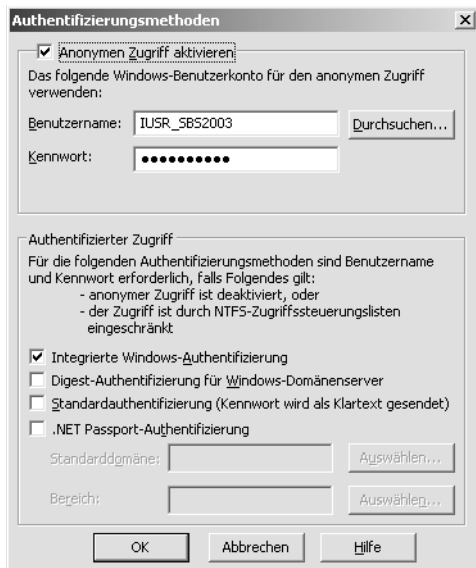 Authentifizierungsmethoden
Anonymen Zugriff aktivieren
Das folgende Windows-Benutzerkonto für den anonymen Zugriff
verwenden:
Benutzername: IUSR_SBS2003 Durchsuchen...
Kennwort: ●●●●●●●●●●
Authentifizierter Zugriff
Für die folgenden Authentifizierungsmethoden sind Benutzername
und Kennwort erforderlich, falls Folgendes gilt:
- anonymer Zugriff ist deaktiviert, oder
- der Zugriff ist durch NTFS-Zugriffssteuerungslisten
eingeschränkt
Integrierte Windows-Authentifizierung
Digest-Authentifizierung für Windows-Domänenserver
Standardauthentifizierung (Kennwort wird als Klartext gesendet)
.NET Passport-Authentifizierung
Standarddomäne: Auswählen...
Bereich: Auswählen...
OK Abbrechen Hilfe